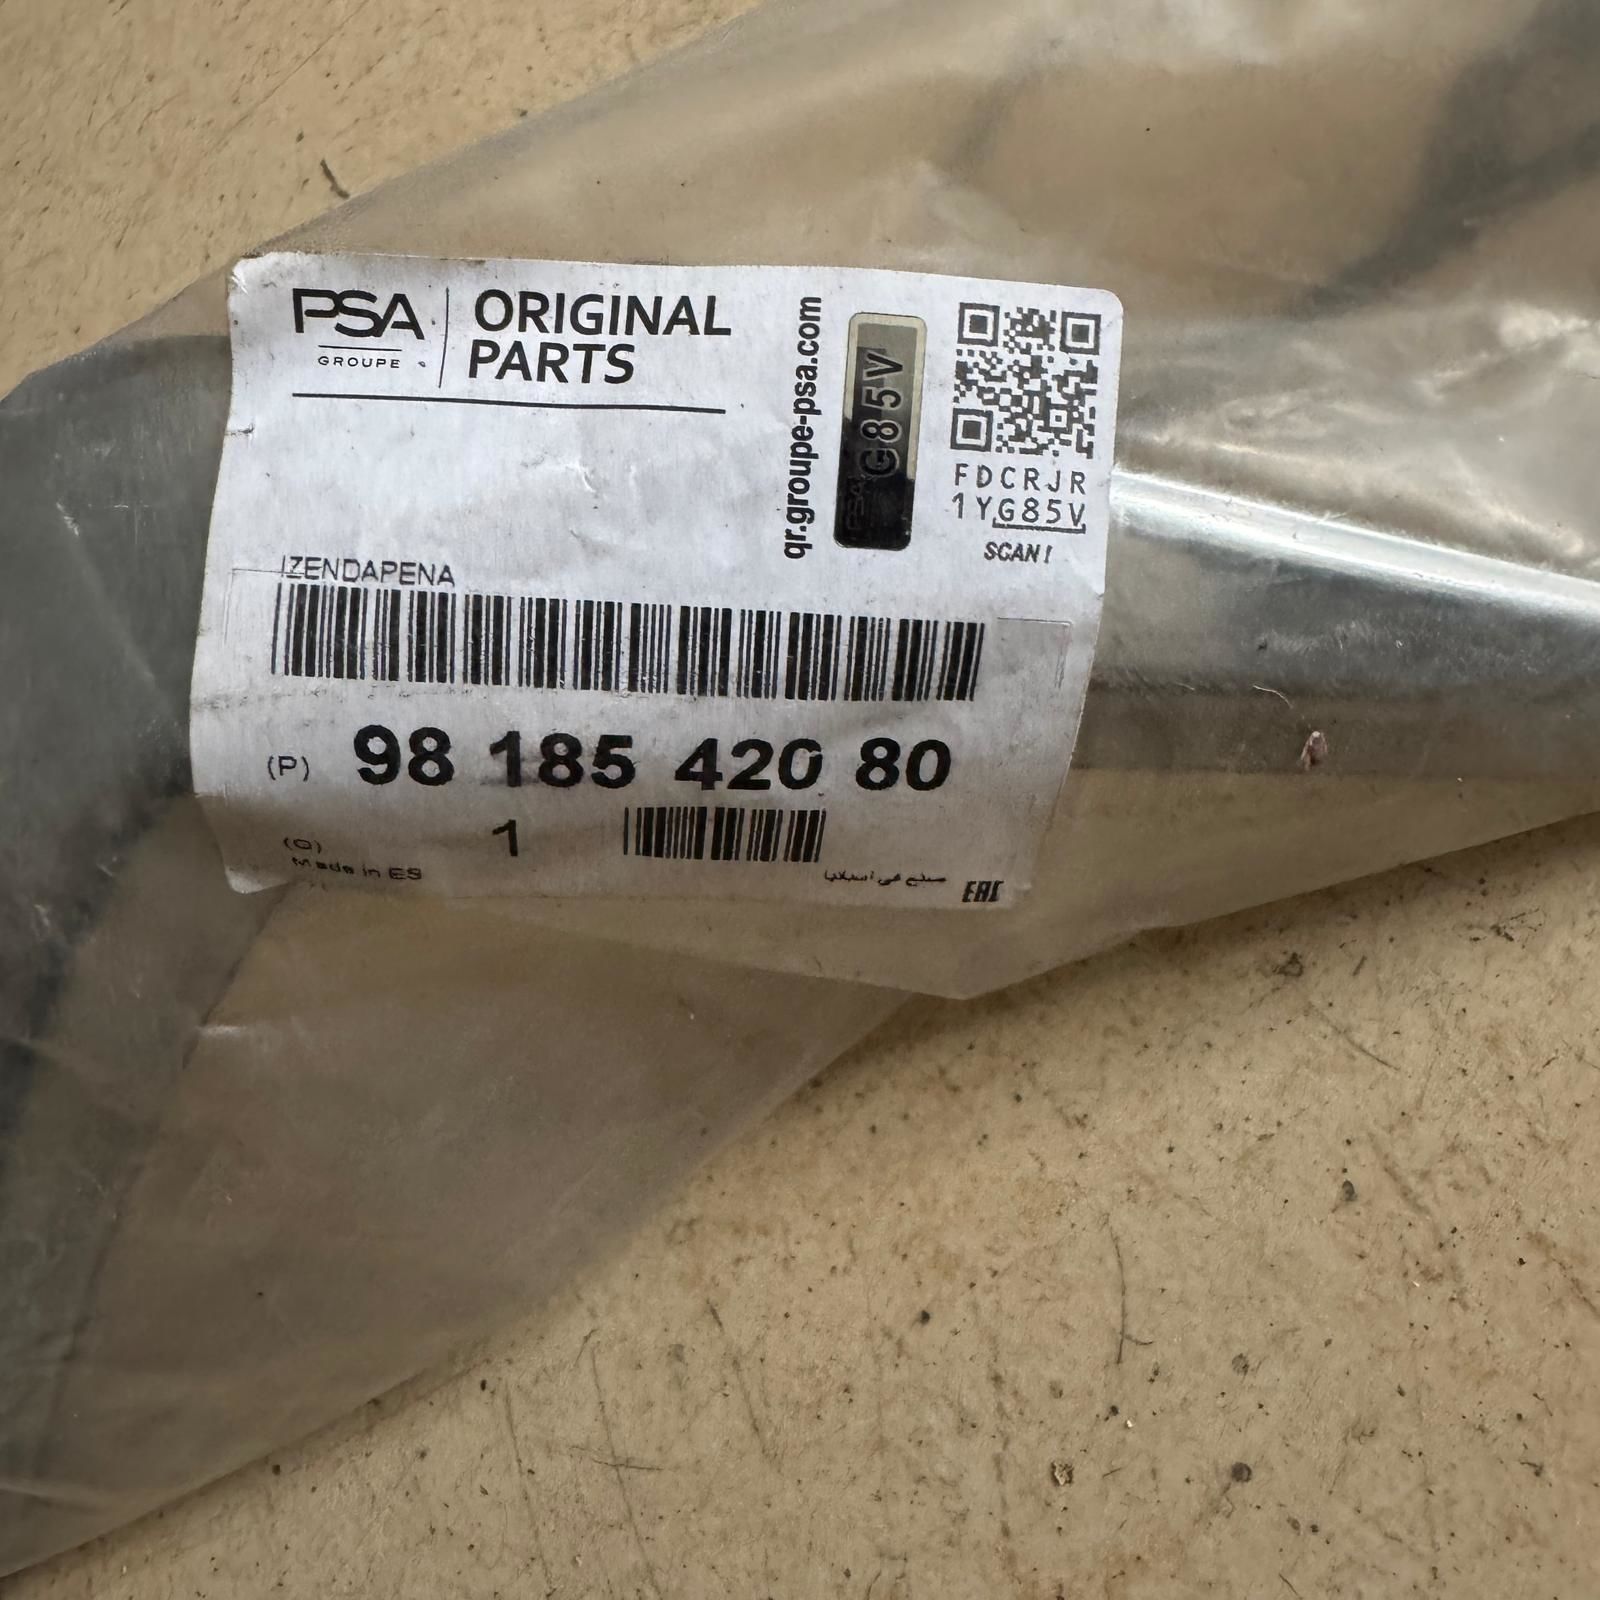 PSA
GROUPE
ORIGINAL
PARTS
qr.groupe-psa.com
PSA G85V
FDCRJR
1YG85V
SCAN!
IZENDAPENA
(P) 98 185 420 80
(Q) 1
Made in ES
صنع في اسبانيا
EAC